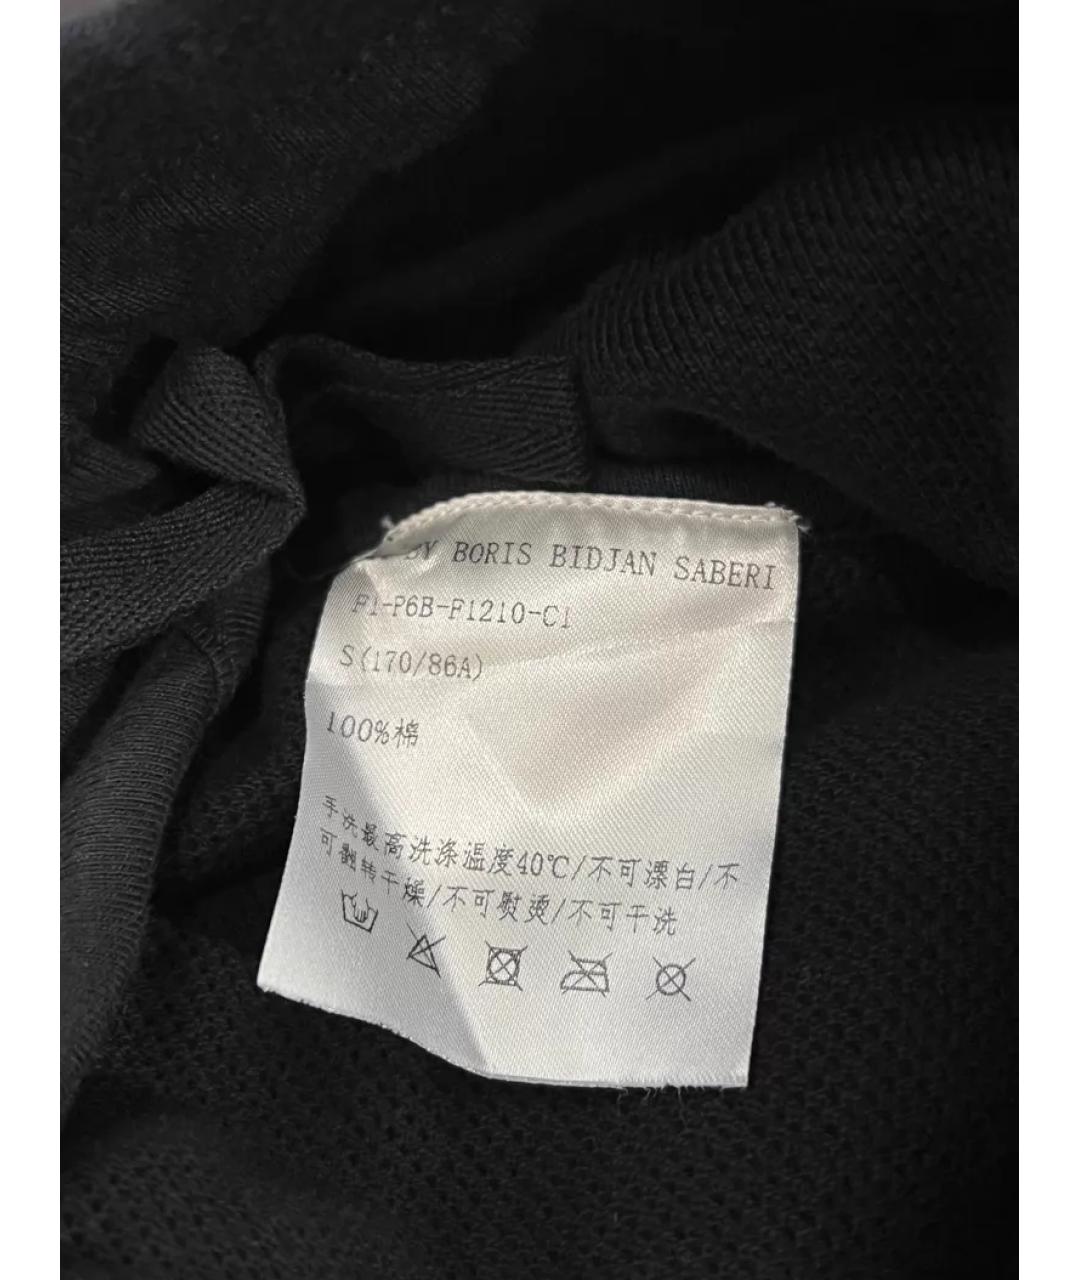 BY BORIS BIDJAN SABERI
F1-P6B-F1210-C1
S(170/86A)
100%棉
手洗最高洗涤温度40℃/不可漂白/不
可翻转干燥/不可熨烫/不可干洗